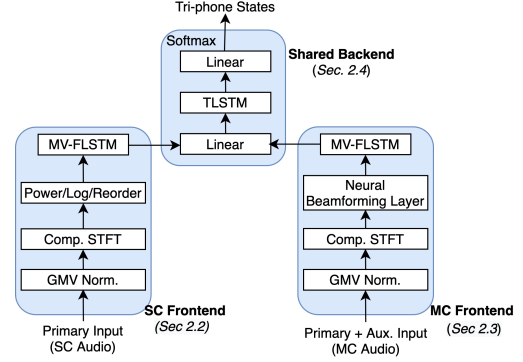 Tri-phone States
Softmax
Linear
Shared Backend
(Sec. 2.4)
TLSTM
Linear
MV-FLSTM
Power/Log/Reorder
Comp. STFT
GMV Norm.
SC Frontend
(Sec 2.2)
Primary Input
(SC Audio)
MV-FLSTM
Neural
Beamforming Layer
Comp. STFT
GMV Norm.
MC Frontend
(Sec 2.3)
Primary + Aux. Input
(MC Audio)